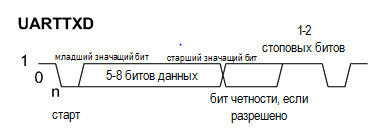 UARTTXD
1-2
стоповых битов
младший значащий бит
старший значащий бит
1
0
5-8 битов данных
n
бит четности, если
разрешено
старт